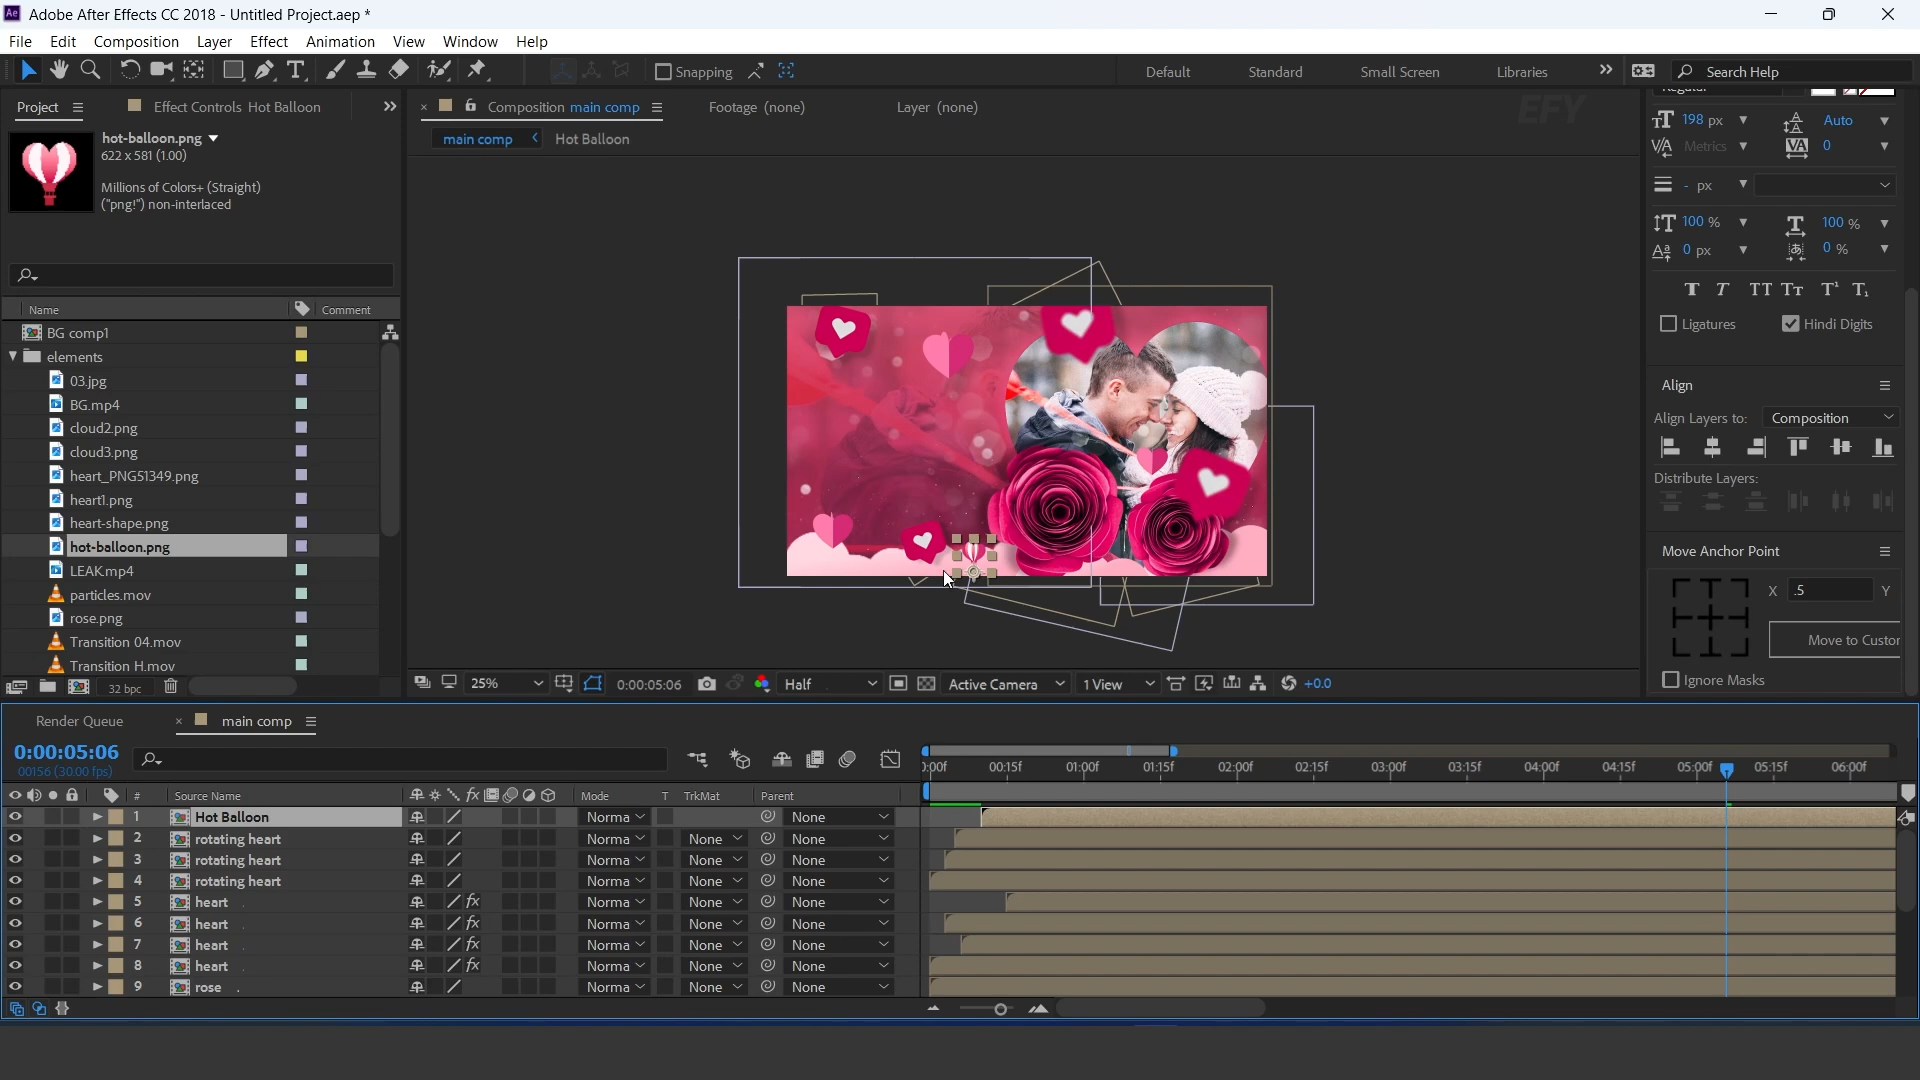 Ae Adobe After Effects CC 2018 - Untitled Project.aep *
File Edit Composition Layer Effect Animation View Window Help
Snapping Default Standard Small Screen Libraries Search Help
Project Effect Controls Hot Balloon Composition main comp Footage (none) Layer (none) EFY
main comp Hot Balloon
hot-balloon.png
622 x 581 (1.00)
Millions of Colors+ (Straight)
("png!") non-interlaced
Name Comment
BG comp1
elements
03.jpg
BG.mp4
cloud2.png
cloud3.png
heart_PNG51349.png
heart1.png
heart-shape.png
hot-balloon.png
LEAK.mp4
particles.mov
rose.png
Transition 04.mov
Transition H.mov
32 bpc
25% 0:00:05:06 Half Active Camera 1 View +0.0
Regular
198 px Auto
Metrics 0
- px
100 % 100 %
0 px 0 %
Ligatures Hindi Digits
Align
Align Layers to: Composition
Distribute Layers:
Move Anchor Point
X .5 Y
Move to Custor
Ignore Masks
Render Queue main comp
0:00:05:06
00156 (30.00 fps)
0:00f 00:15f 01:00f 01:15f 02:00f 02:15f 03:00f 03:15f 04:00f 04:15f 05:00f 05:15f 06:00f
# Source Name fx Mode T TrkMat Parent
1 Hot Balloon Norma None
2 rotating heart Norma None None
3 rotating heart Norma None None
4 rotating heart Norma None None
5 heart fx Norma None None
6 heart fx Norma None None
7 heart fx Norma None None
8 heart fx Norma None None
9 rose Norma None None